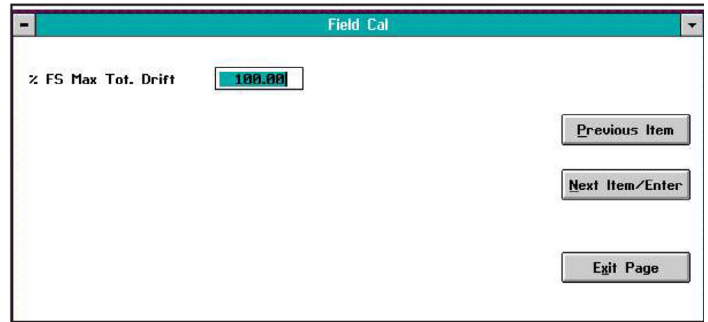 Field Cal
% FS Max Tot. Drift 100.00
Previous Item
Next Item/Enter
Exit Page